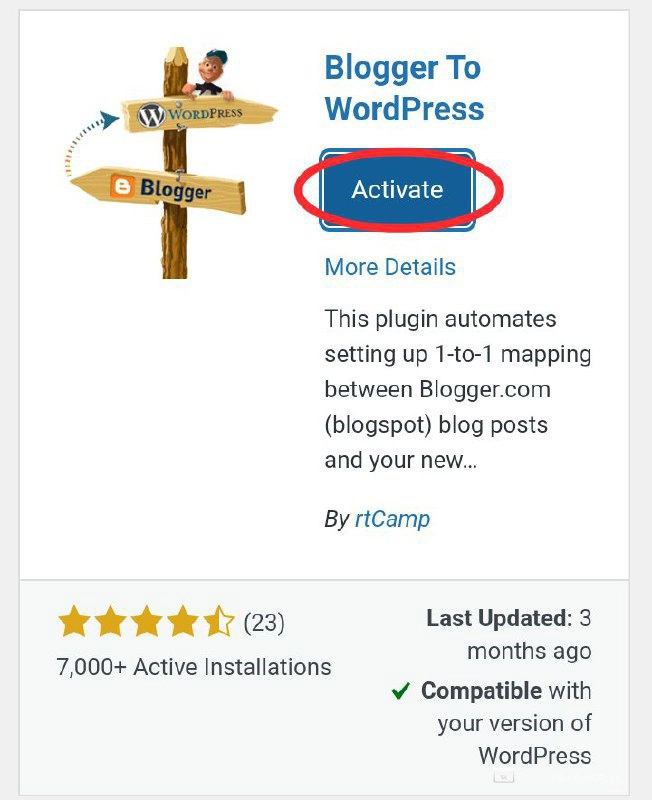 WORDPRESS
Blogger
Blogger To
WordPress
Activate
More Details
This plugin automates
setting up 1-to-1 mapping
between Blogger.com
(blogspot) blog posts
and your new...
By rtCamp
(23)
7,000+ Active Installations
Last Updated: 3
months ago
Compatible with
your version of
WordPress